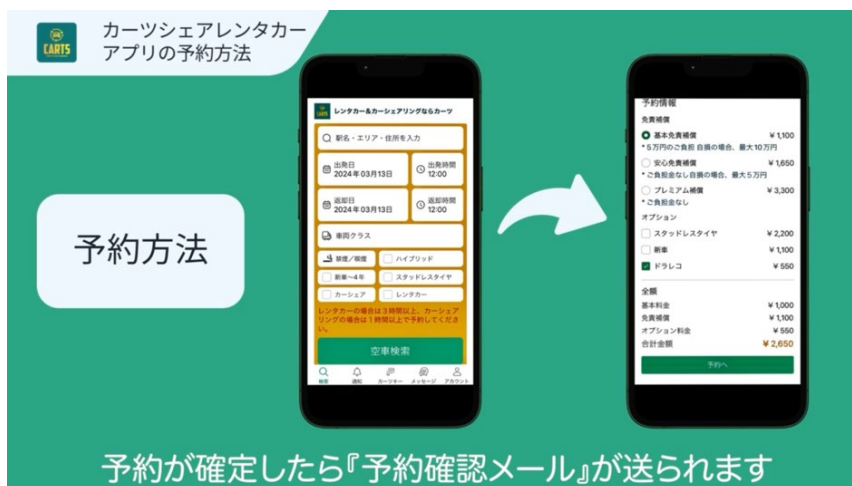 CARTS
カーツシェアレンタカー
アプリの予約方法
予約方法
レンタカー&カーシェアリングならカーツ
駅名・エリア・住所を入力
出発日
2024年03月13日
出発時間
12:00
返却日
2024年03月13日
返却時間
12:00
車両クラス
禁煙/喫煙
ハイブリッド
新車~4年
スタッドレスタイヤ
カーシェア
レンタカー
レンタカーの場合は3時間以上、カーシェア
リングの場合は1時間以上で予約してくださ
い。
空車検索
検索 通知 カーツキー メッセージ アカウント
予約情報
免責補償
基本免責補償 ¥1,100
*5万円のご負担 自損の場合、最大10万円
安心免責補償 ¥1,650
*ご負担金なし自損の場合、最大5万円
プレミアム補償 ¥3,300
*ご負担金なし
オプション
スタッドレスタイヤ ¥2,200
新車 ¥1,100
ドラレコ ¥550
全額
基本料金 ¥1,000
免責補償 ¥1,100
オプション料金 ¥550
合計金額 ¥2,650
予約へ
予約が確定したら『予約確認メール』が送られます